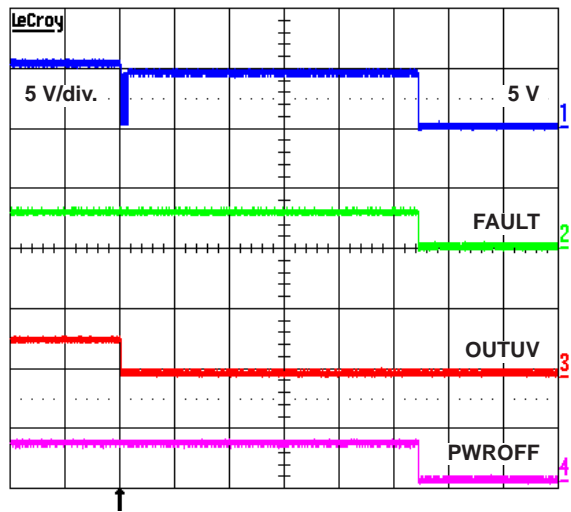 LeCroy
5 V/div.
5 V
1
FAULT
2
OUTUV
3
PWROFF
4